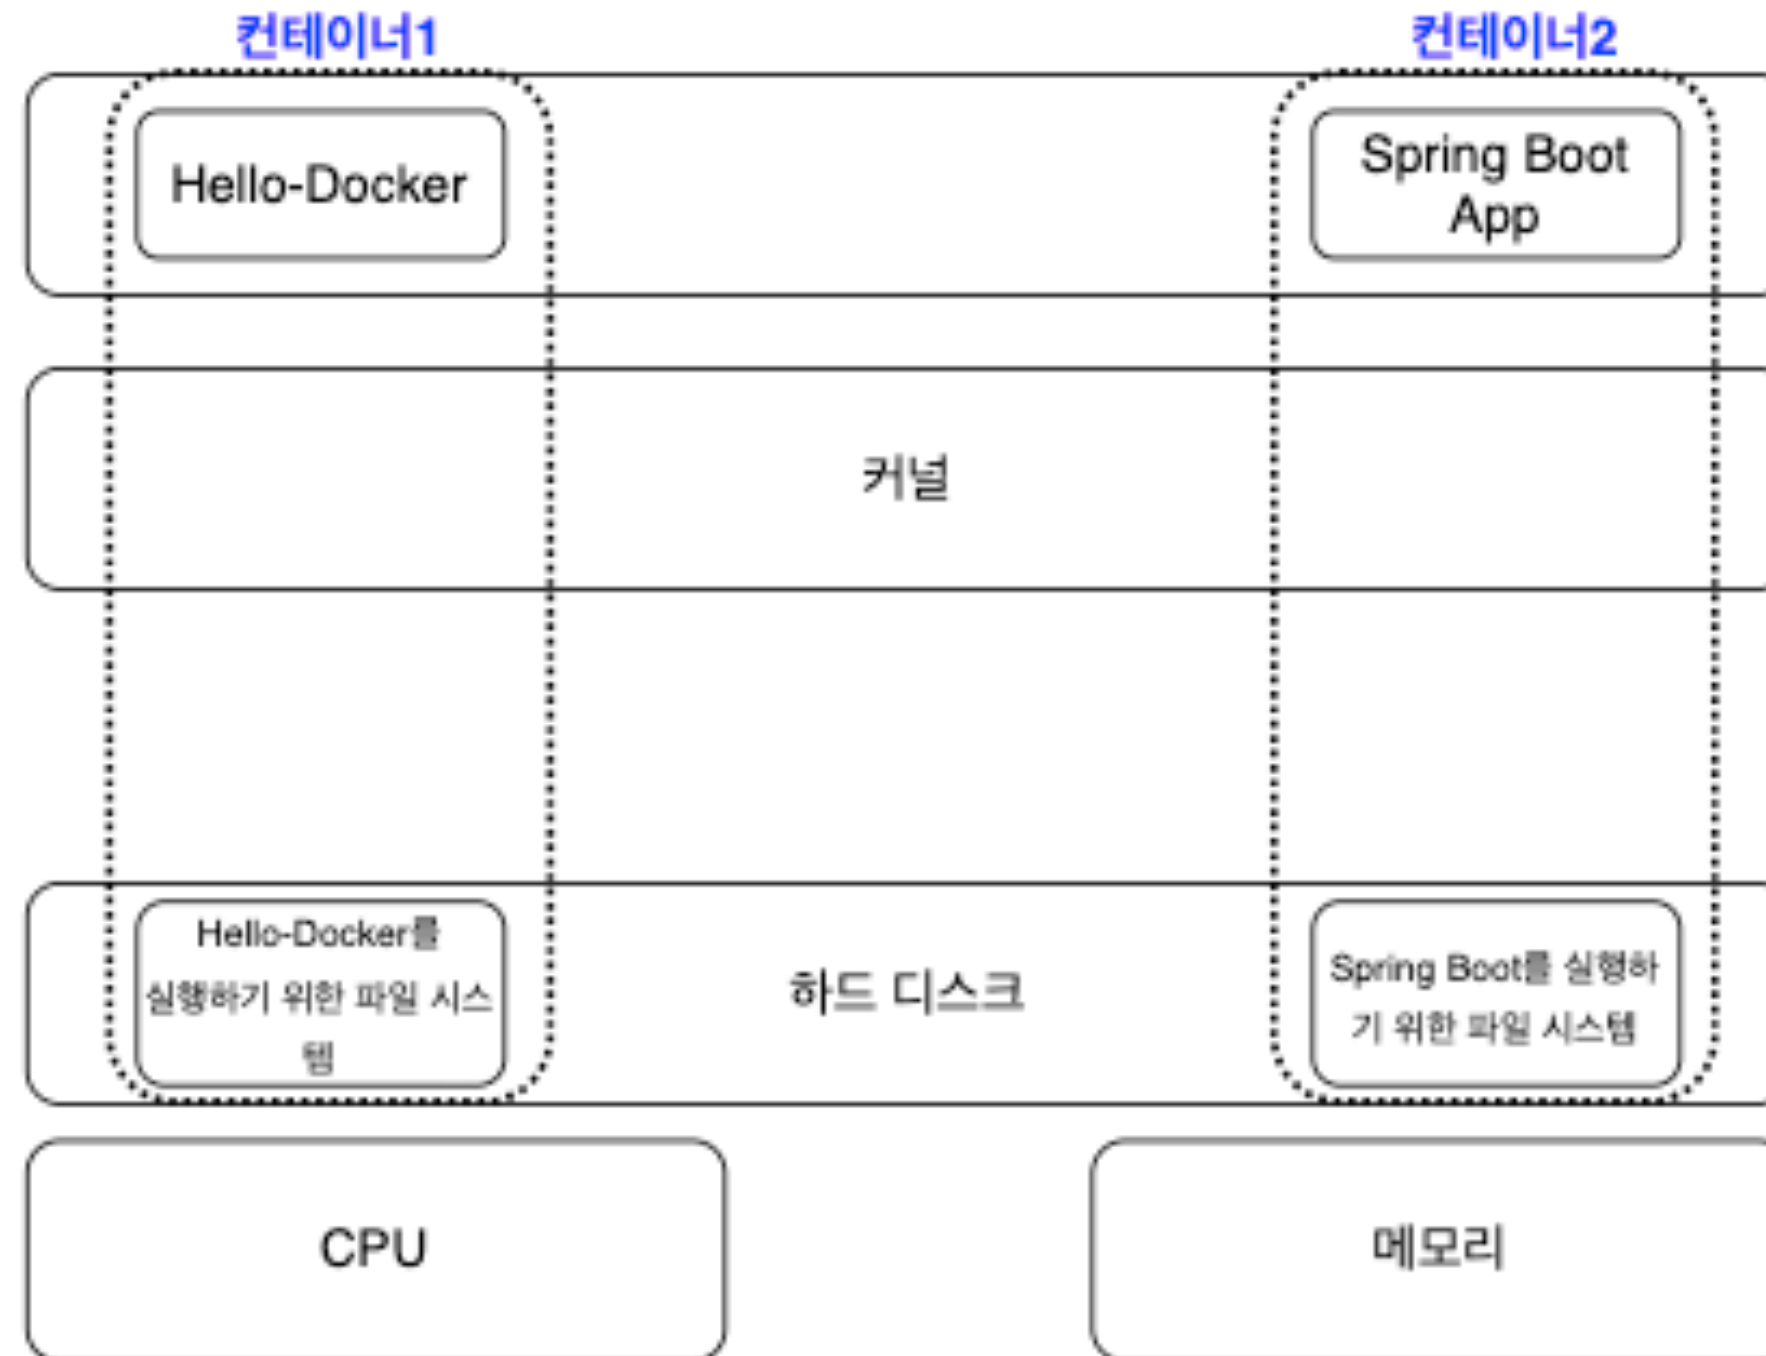 컨테이너1
컨테이너2
Hello-Docker
Spring Boot
App
커널
Hello-Docker를
실행하기 위한 파일 시스
템
하드 디스크
Spring Boot를 실행하
기 위한 파일 시스템
CPU
메모리